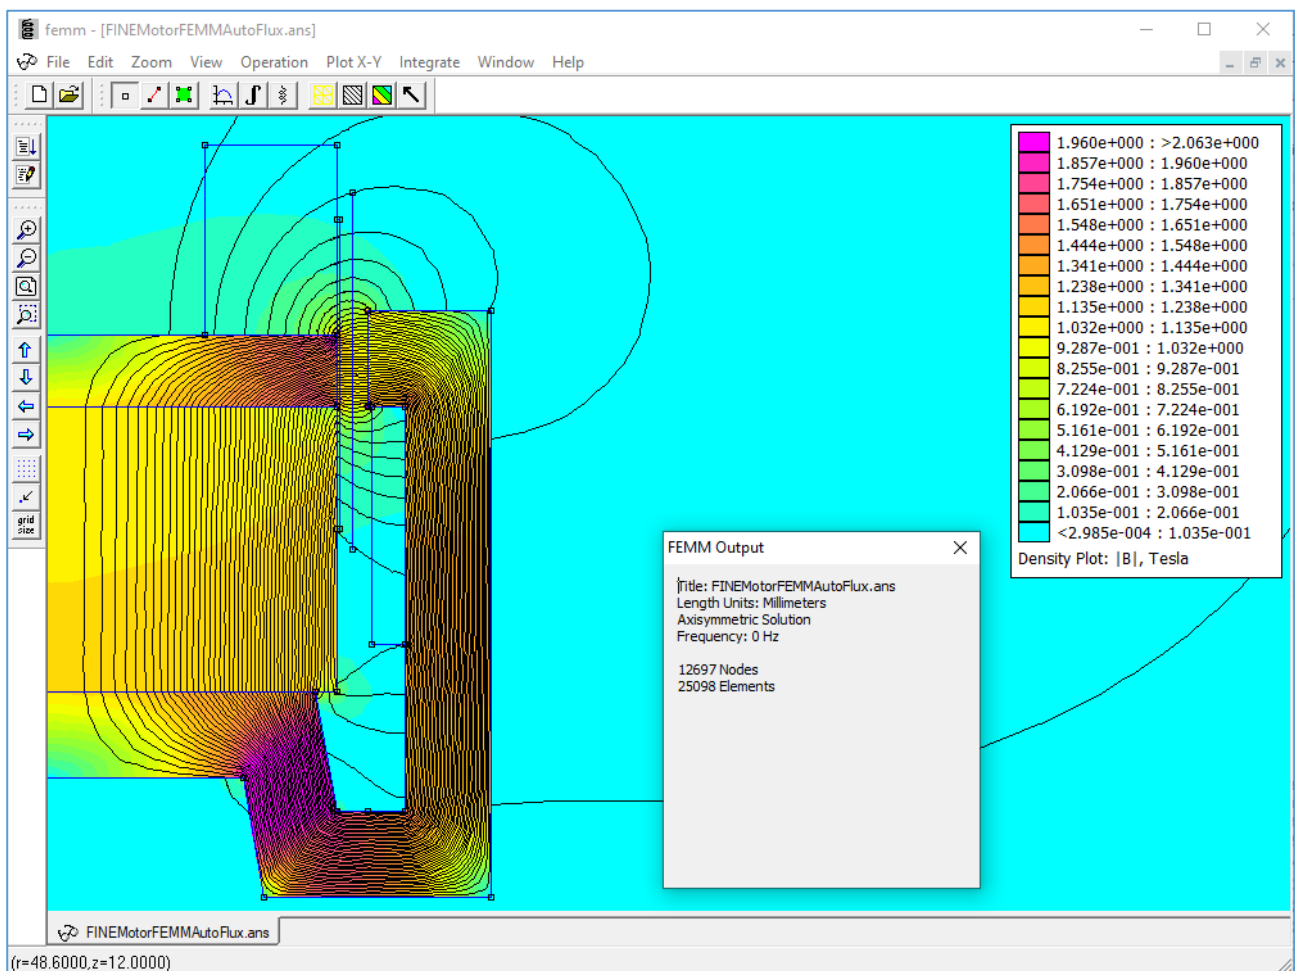 femm - [FINEMotorFEMMAutoFlux.ans]
File Edit Zoom View Operation Plot X-Y Integrate Window Help
grid
size
1.960e+000 : >2.063e+000
1.857e+000 : 1.960e+000
1.754e+000 : 1.857e+000
1.651e+000 : 1.754e+000
1.548e+000 : 1.651e+000
1.444e+000 : 1.548e+000
1.341e+000 : 1.444e+000
1.238e+000 : 1.341e+000
1.135e+000 : 1.238e+000
1.032e+000 : 1.135e+000
9.287e-001 : 1.032e+000
8.255e-001 : 9.287e-001
7.224e-001 : 8.255e-001
6.192e-001 : 7.224e-001
5.161e-001 : 6.192e-001
4.129e-001 : 5.161e-001
3.098e-001 : 4.129e-001
2.066e-001 : 3.098e-001
1.035e-001 : 2.066e-001
<2.985e-004 : 1.035e-001
Density Plot: |B|, Tesla
FEMM Output
Title: FINEMotorFEMMAutoFlux.ans
Length Units: Millimeters
Axisymmetric Solution
Frequency: 0 Hz
12697 Nodes
25098 Elements
FINEMotorFEMMAutoFlux.ans
(r=48.6000,z=12.0000)